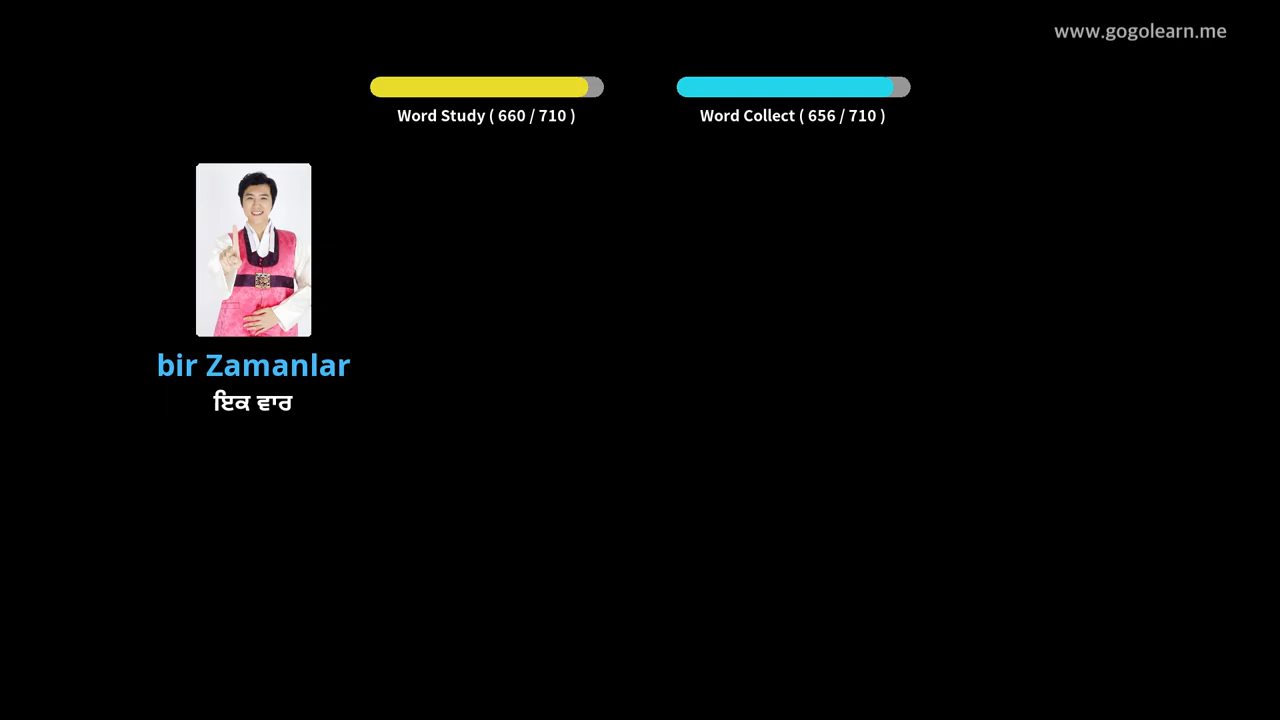 www.gogolearn.me
Word Study ( 660 / 710 )
Word Collect ( 656 / 710 )
bir Zamanlar
ਇਕ ਵਾਰ